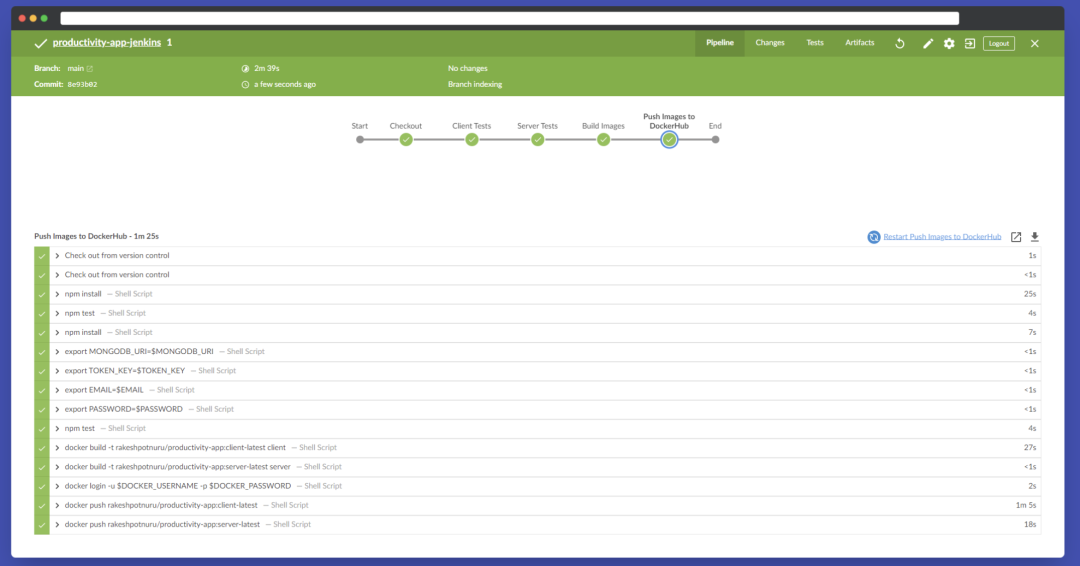 productivity-app-jenkins 1 Pipeline Changes Tests Artifacts Logout
Branch: main 2m 39s No changes
Commit: 8e93b02 a few seconds ago Branch indexing
Start Checkout Client Tests Server Tests Build Images Push Images to DockerHub End
Push Images to DockerHub - 1m 25s Restart Push Images to DockerHub
Check out from version control 1s
Check out from version control <1s
npm install — Shell Script 25s
npm test — Shell Script 4s
npm install — Shell Script 7s
export MONGODB_URI=$MONGODB_URI — Shell Script <1s
export TOKEN_KEY=$TOKEN_KEY — Shell Script <1s
export EMAIL=$EMAIL — Shell Script <1s
export PASSWORD=$PASSWORD — Shell Script <1s
npm test — Shell Script 4s
docker build -t rakeshpotnuru/productivity-app:client-latest client — Shell Script 27s
docker build -t rakeshpotnuru/productivity-app:server-latest server — Shell Script <1s
docker login -u $DOCKER_USERNAME -p $DOCKER_PASSWORD — Shell Script 2s
docker push rakeshpotnuru/productivity-app:client-latest — Shell Script 1m 5s
docker push rakeshpotnuru/productivity-app:server-latest — Shell Script 18s